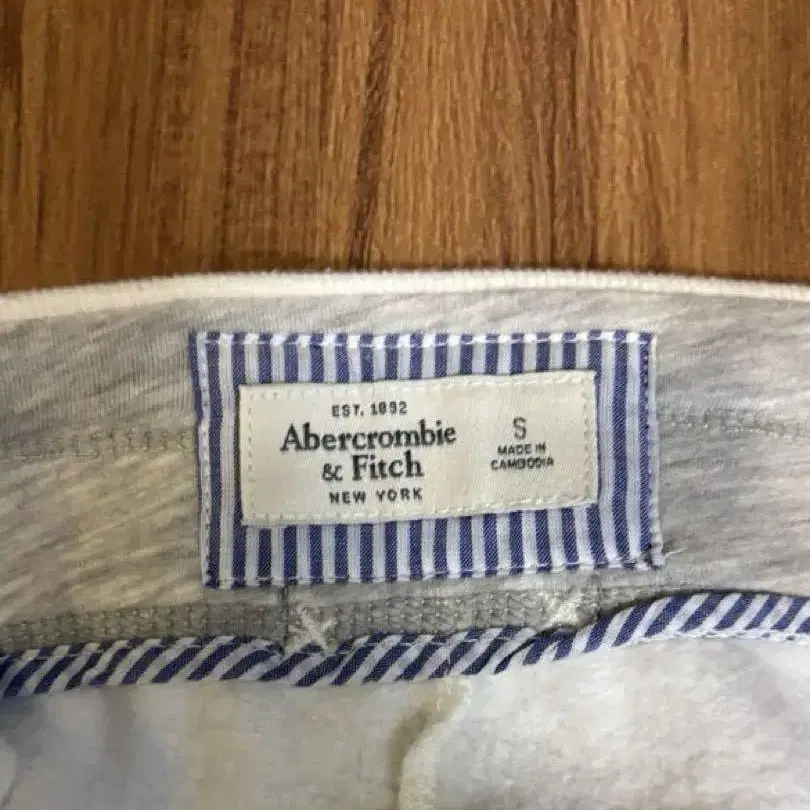 EST. 1892
Abercrombie
& Fitch
NEW YORK
S
MADE IN
CAMBODIA